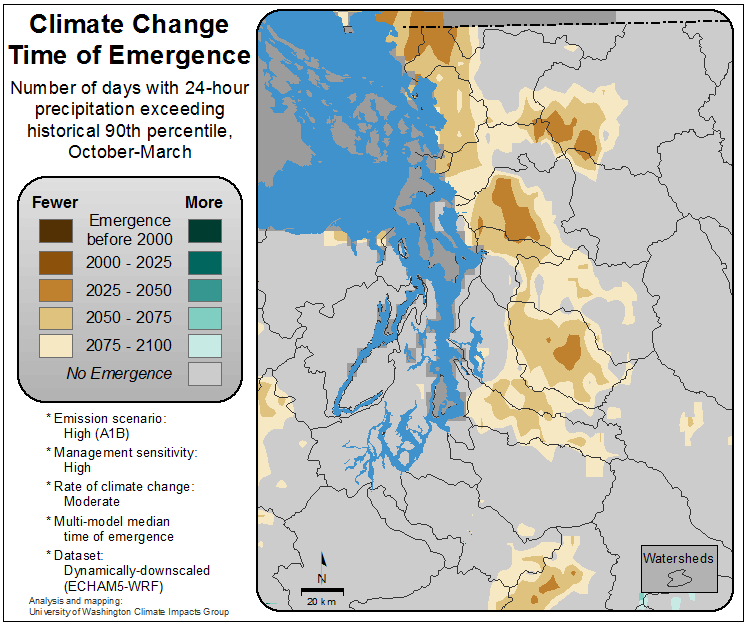 Climate Change
Time of Emergence
Number of days with 24-hour
precipitation exceeding
historical 90th percentile,
October-March
Fewer More
Emergence
before 2000
2000 - 2025
2025 - 2050
2050 - 2075
2075 - 2100
No Emergence
* Emission scenario:
High (A1B)
* Management sensitivity:
High
* Rate of climate change:
Moderate
* Multi-model median
time of emergence
* Dataset:
Dynamically-downscaled
(ECHAM5-WRF)
Analysis and mapping:
University of Washington Climate Impacts Group
N
20 km
Watersheds